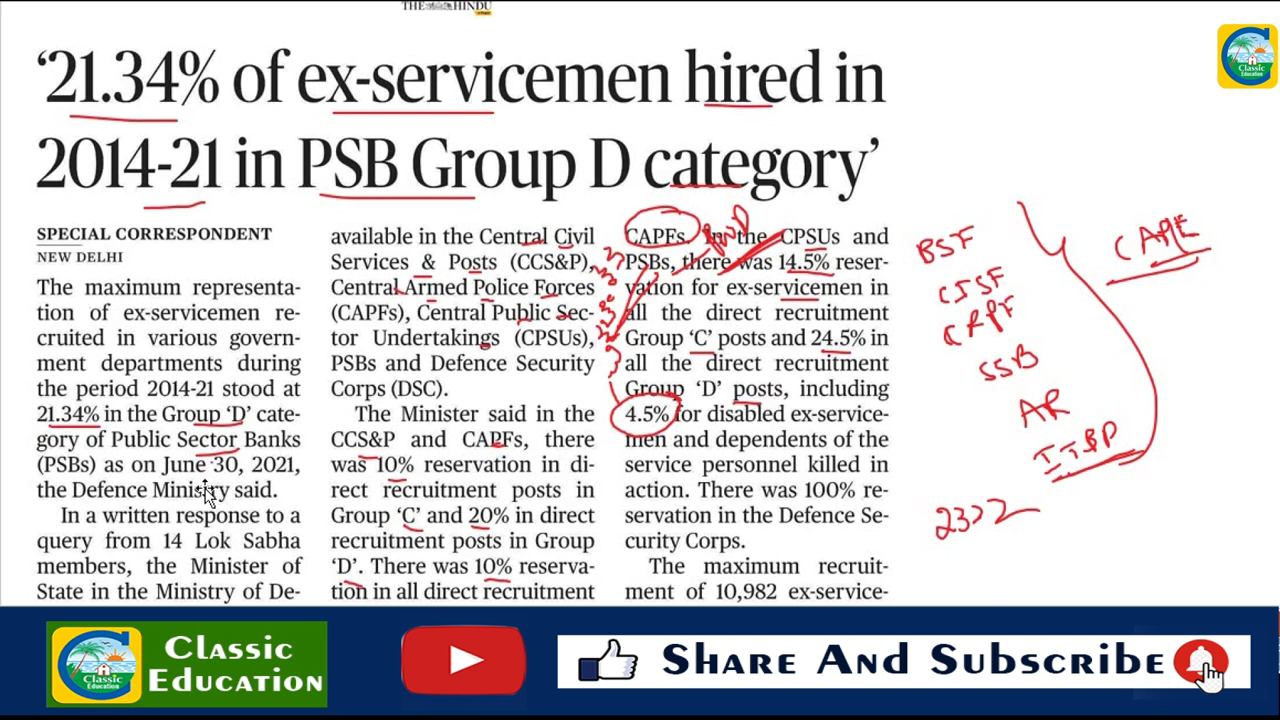 THE HINDU
‘21.34% of ex-servicemen hired in
2014-21 in PSB Group D category’
SPECIAL CORRESPONDENT
NEW DELHI
The maximum representa-
tion of ex-servicemen re-
cruited in various govern-
ment departments during
the period 2014-21 stood at
21.34% in the Group ‘D’ cate-
gory of Public Sector Banks
(PSBs) as on June 30, 2021,
the Defence Ministry said.
In a written response to a
query from 14 Lok Sabha
members, the Minister of
State in the Ministry of De-
available in the Central Civil
Services & Posts (CCS&P),
Central Armed Police Forces
(CAPFs), Central Public Sec-
tor Undertakings (CPSUs),
PSBs and Defence Security
Corps (DSC).
The Minister said in the
CCS&P and CAPFs, there
was 10% reservation in di-
rect recruitment posts in
Group ‘C’ and 20% in direct
recruitment posts in Group
‘D’. There was 10% reserva-
tion in all direct recruitment
CAPFs. In the CPSUs and
PSBs, there was 14.5% reser-
vation for ex-servicemen in
all the direct recruitment
Group ‘C’ posts and 24.5% in
all the direct recruitment
Group ‘D’ posts, including
4.5% for disabled ex-service-
men and dependents of the
service personnel killed in
action. There was 100% re-
servation in the Defence Se-
curity Corps.
The maximum recruit-
ment of 10,982 ex-service-
BSF
CISF
CRPF
SSB
AR
ITBP
CAPF
Classic
Education
Classic
Education
Classic
Education
Share And Subscribe